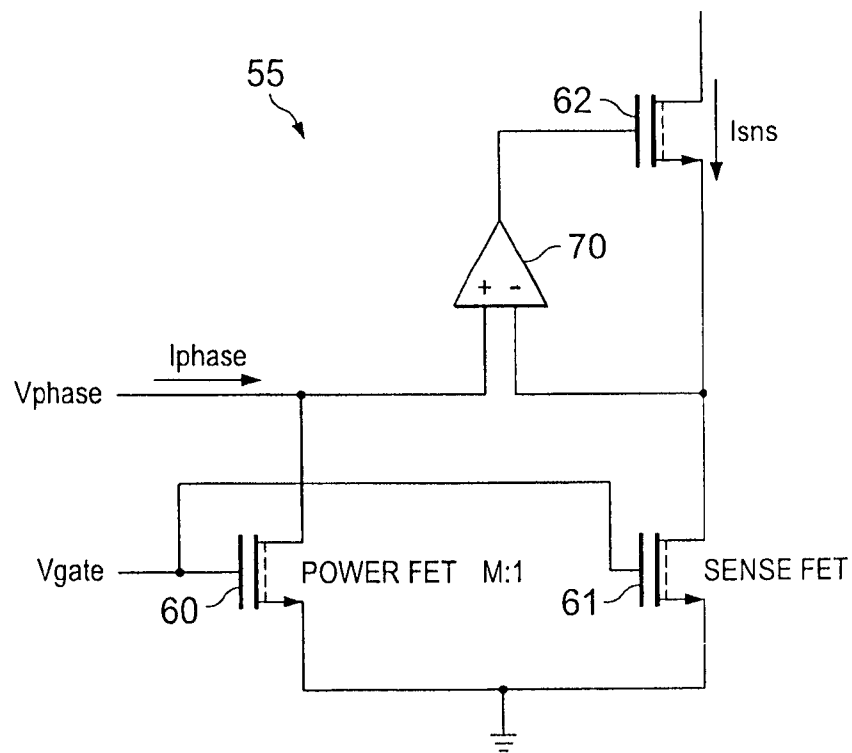 55
62
Isns
70
+ -
Iphase
Vphase
Vgate
POWER FET M:1
SENSE FET
60
61